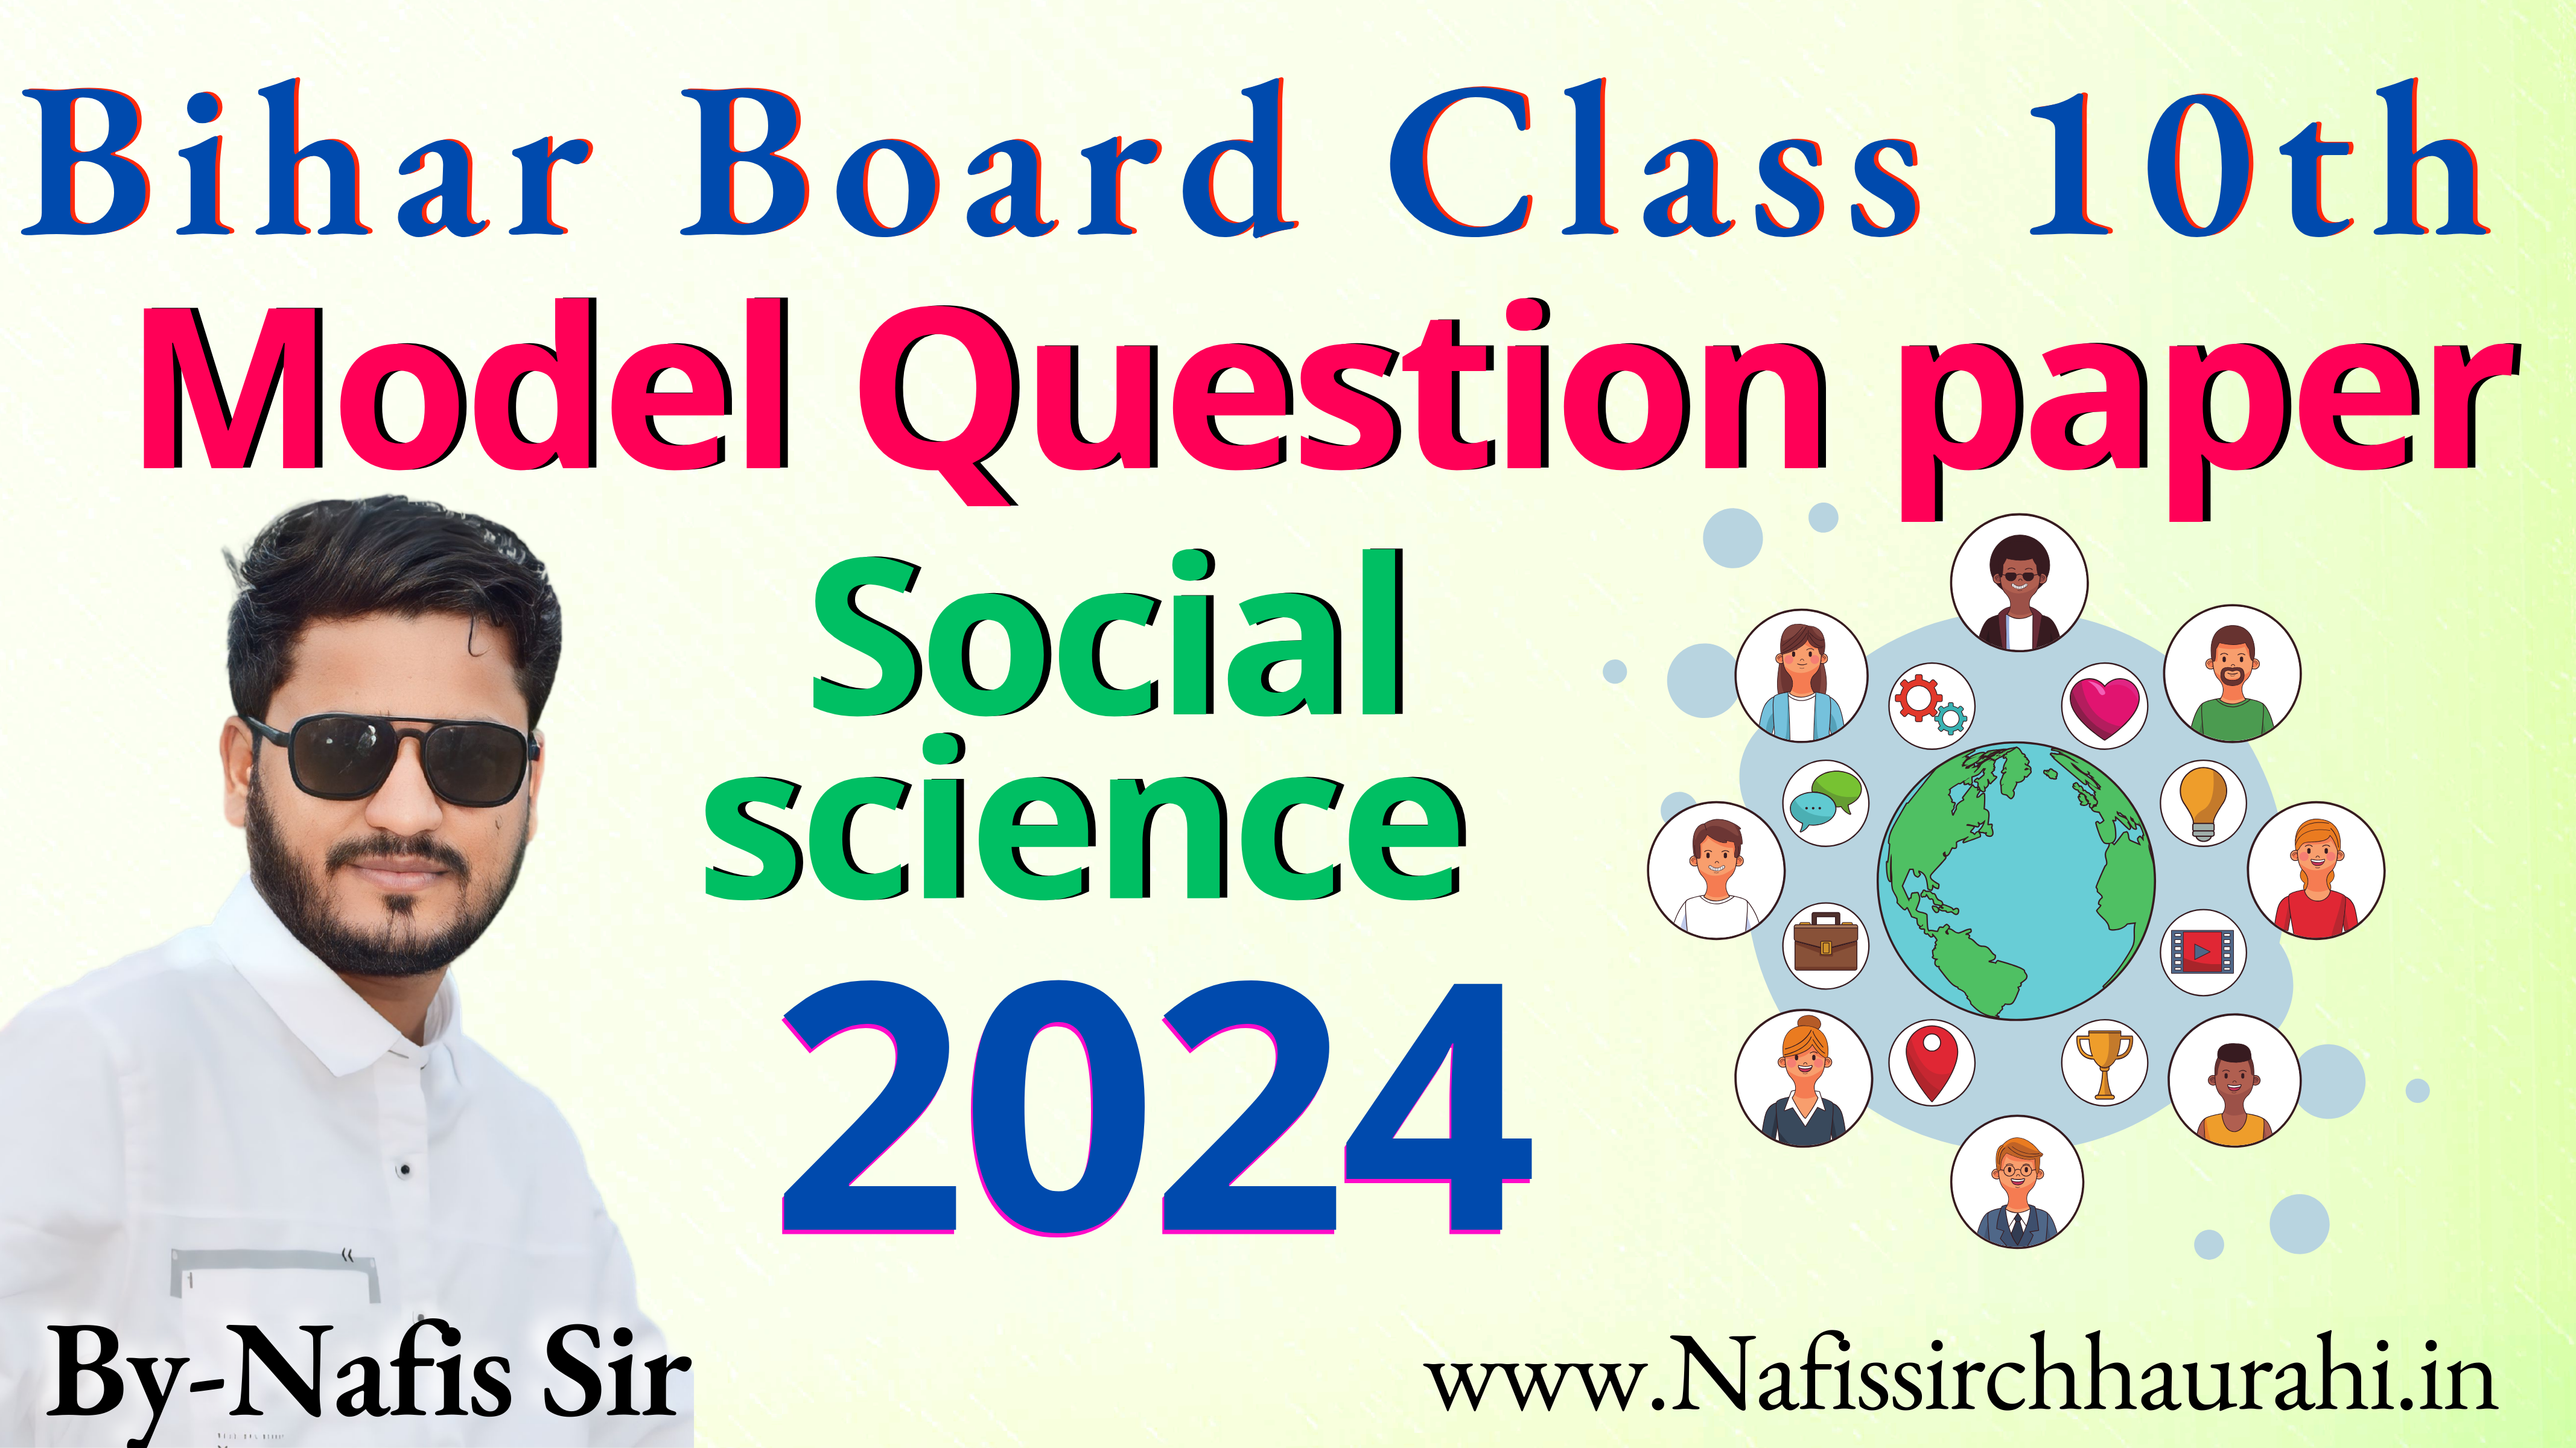 Bihar Board Class 10th
Model Question paper
Social
science
2024
By-Nafis Sir
www.Nafissirchhaurahi.in